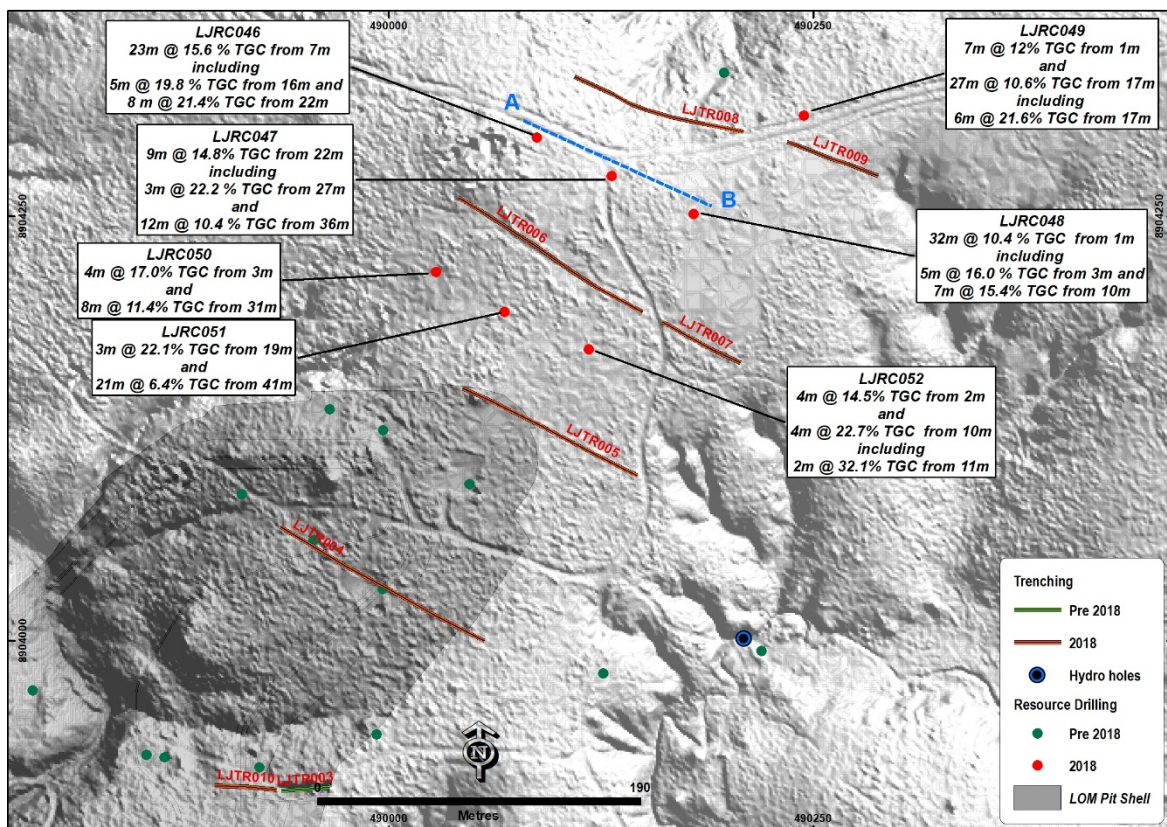 490000
490250
LJRC046
23m @ 15.6 % TGC from 7m
including
5m @ 19.8 % TGC from 16m and
8 m @ 21.4% TGC from 22m
LJRC049
7m @ 12% TGC from 1m
and
27m @ 10.6% TGC from 17m
including
6m @ 21.6% TGC from 17m
A
LJTR008
LJTR009
LJRC047
9m @ 14.8% TGC from 22m
including
3m @ 22.2 % TGC from 27m
and
12m @ 10.4 % TGC from 36m
B
8904250
8904250
LJTR006
LJRC048
32m @ 10.4 % TGC from 1m
including
5m @ 16.0 % TGC from 3m and
7m @ 15.4% TGC from 10m
LJRC050
4m @ 17.0% TGC from 3m
and
8m @ 11.4% TGC from 31m
LJTR007
LJRC051
3m @ 22.1% TGC from 19m
and
21m @ 6.4% TGC from 41m
LJRC052
4m @ 14.5% TGC from 2m
and
4m @ 22.7% TGC from 10m
including
2m @ 32.1% TGC from 11m
LJTR005
LJTR004
8904000
8904000
Trenching
Pre 2018
2018
Hydro holes
Resource Drilling
Pre 2018
2018
LOM Pit Shell
N
LJTR010
LJTR003
0
190
Metres
490000
490250